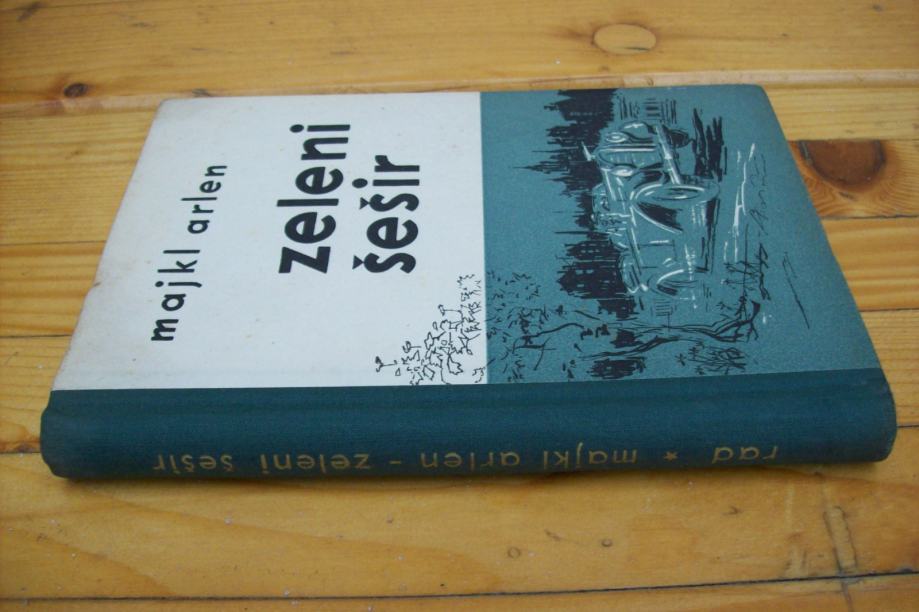 majkl arlen
zeleni
šešir
rad * majkl arlen - zeleni šešir